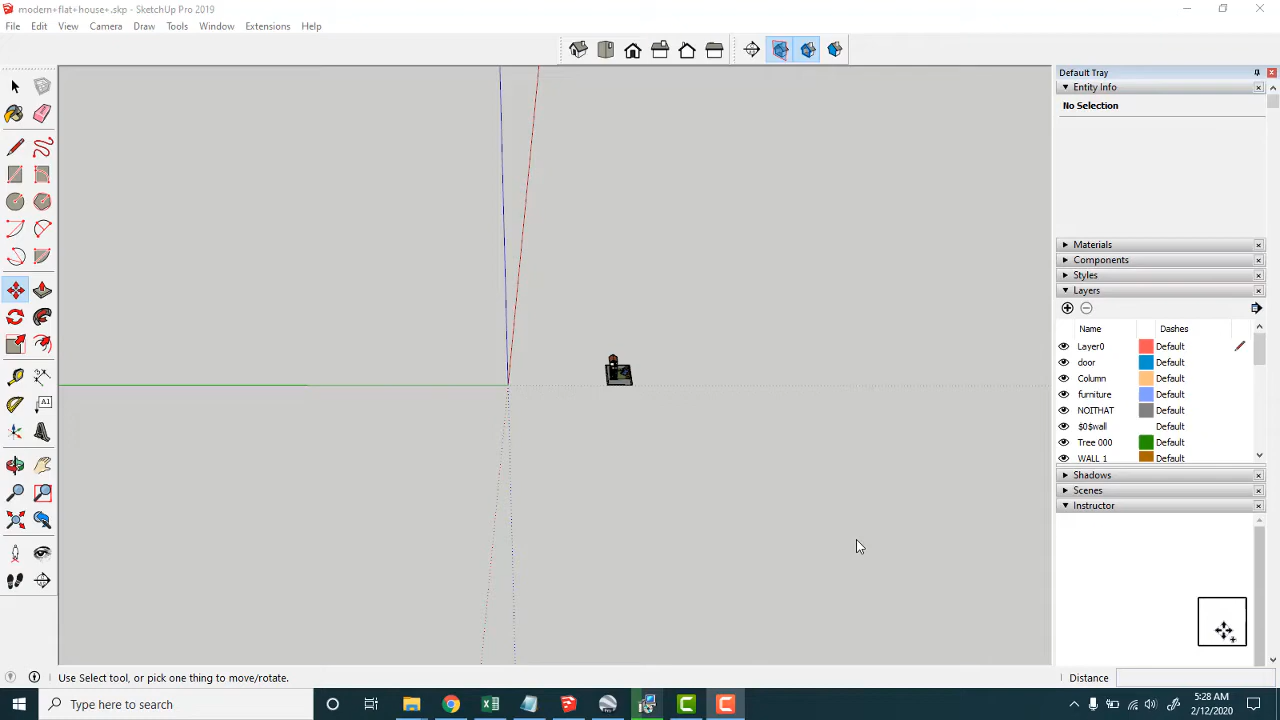 modern+flat+house+.skp - SketchUp Pro 2019
File Edit View Camera Draw Tools Window Extensions Help
Default Tray
Entity Info
No Selection
Materials
Components
Styles
Layers
Name Dashes
Layer0 Default
door Default
Column Default
furniture Default
NOITHAT Default
$0$wall Default
Tree 000 Default
WALL 1 Default
Shadows
Scenes
Instructor
A1
Use Select tool, or pick one thing to move/rotate. Distance
Type here to search
5:28 AM
2/12/2020